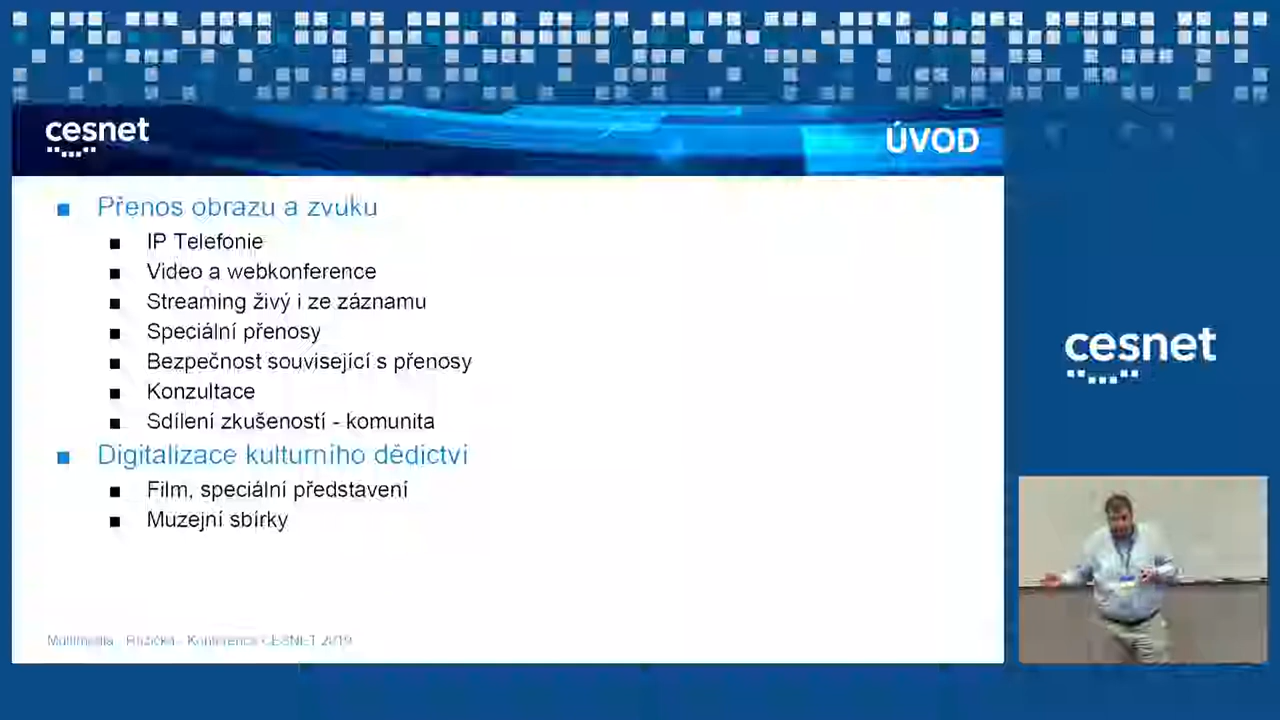 cesnet
ÚVOD
Přenos obrazu a zvuku
IP Telefonie
Video a webkonference
Streaming živý i ze záznamu
Speciální přenosy
Bezpečnost související s přenosy
Konzultace
Sdílení zkušeností - komunita
Digitalizace kulturního dědictví
Film, speciální představení
Muzejní sbírky
Multimédia - Růžička - Konference CESNET 2019
cesnet